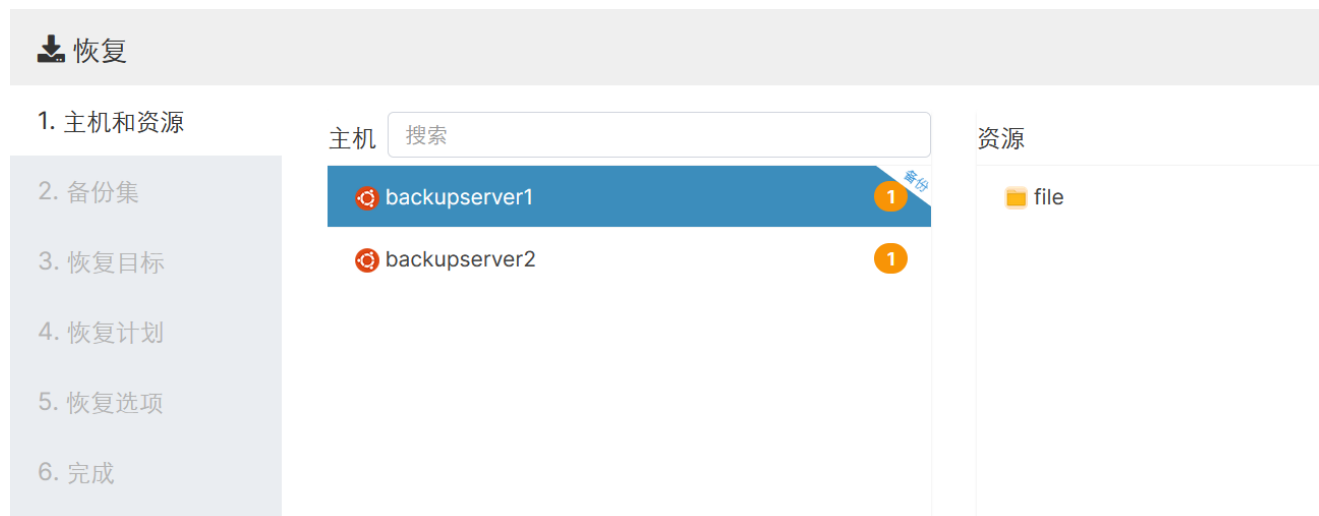 恢复
1. 主机和资源
2. 备份集
3. 恢复目标
4. 恢复计划
5. 恢复选项
6. 完成
主机 搜索
backupserver1 1 备份
backupserver2 1
资源
file